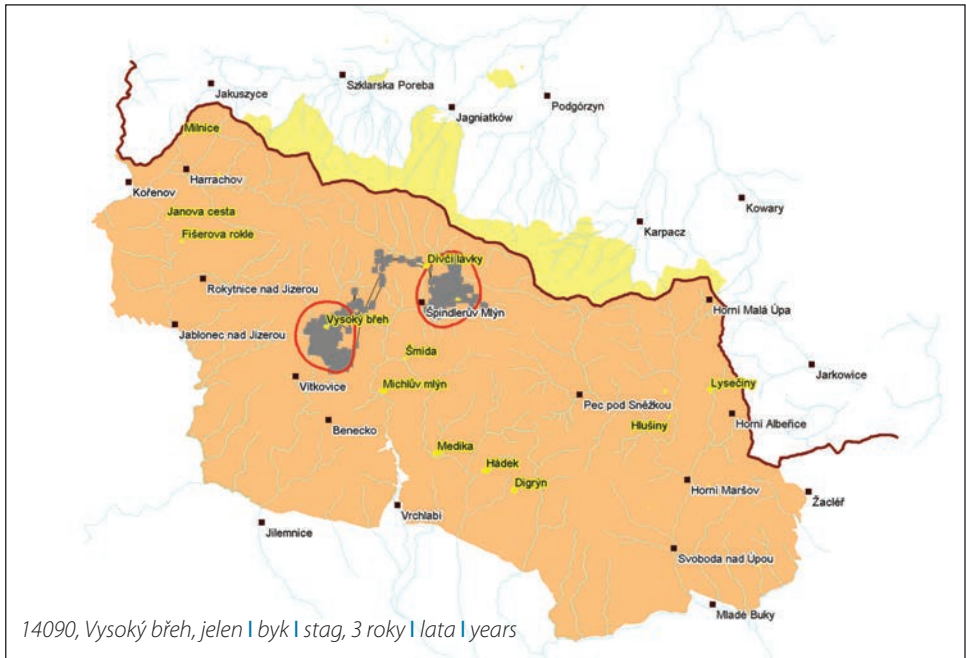 Szklarska Poreba
Jakuszyce
Podgórzyn
Jagniatków
Milnice
Harrachov
Kořenov
Kowary
Janova cesta
Karpacz
Fišerova rokle
Dívčí lávky
Rokytnice nad Jizerou
Špindlerův Mlýn
Horní Malá Úpa
Vysoký břeh
Jablonec nad Jizerou
Šmída
Jarkowice
Vítkovice
Michlův mlýn
Lysečiny
Pec pod Sněžkou
Benecko
Hlušiny
Horní Albeřice
Medika
Hádek
Digrýn
Horní Maršov
Žacléř
Vrchlabí
Jilemnice
Svoboda nad Úpou
Mladé Buky
14090, Vysoký břeh, jelen I byk I stag, 3 roky I lata I years